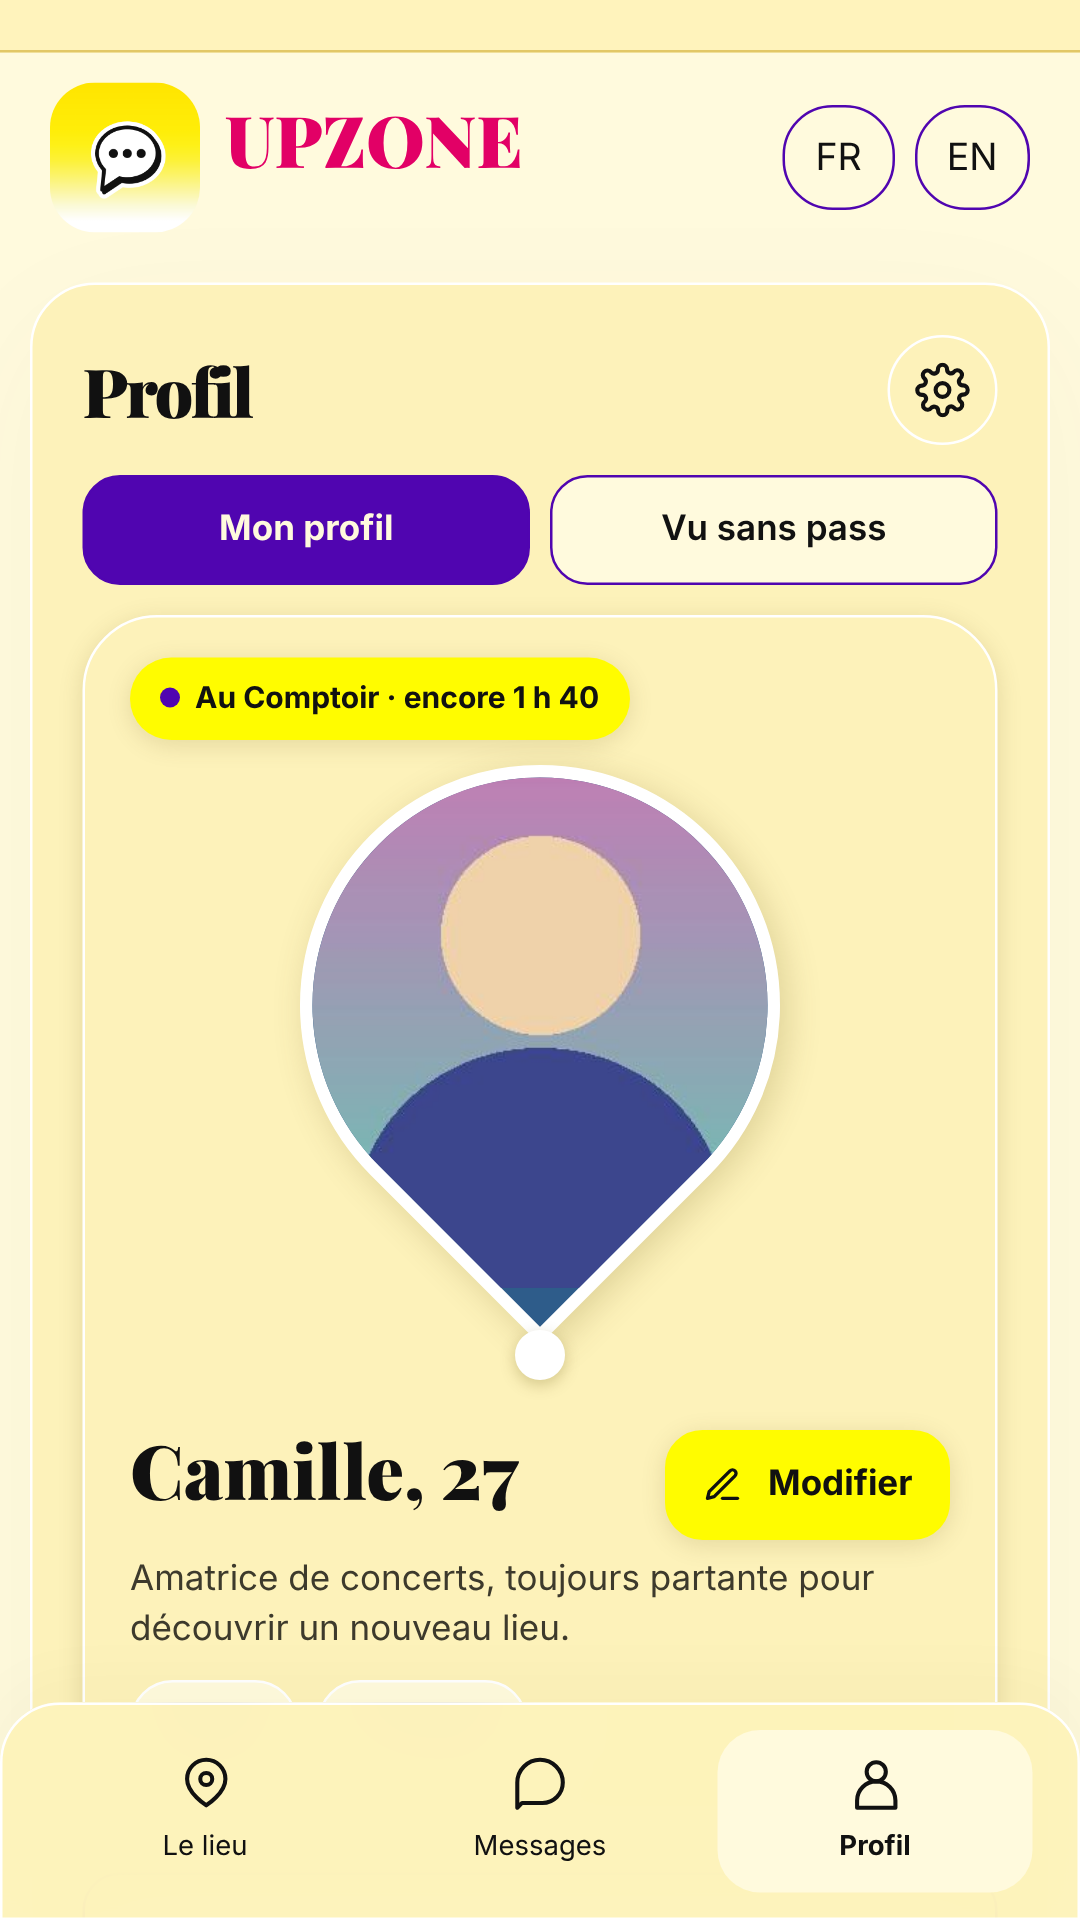 UPZONE
FR
EN
Profil
Mon profil
Vu sans pass
Au Comptoir · encore 1 h 40
Camille, 27
Modifier
Amatrice de concerts, toujours partante pour
découvrir un nouveau lieu.
Le lieu
Messages
Profil